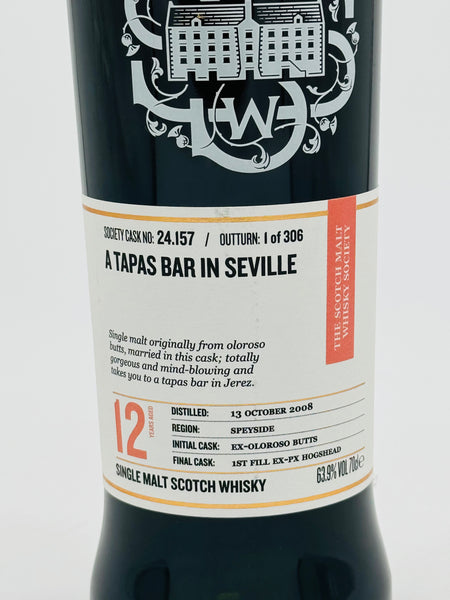 SOCIETY CASK NO: 24.157 / OUTTURN: 1 of 306
A TAPAS BAR IN SEVILLE
THE SCOTCH MALT
WHISKY SOCIETY
Single malt originally from oloroso
butts, married in this cask; totally
gorgeous and mind-blowing and
takes you to a tapas bar in Jerez.
12 YEARS AGED
DISTILLED: 13 OCTOBER 2008
REGION: SPEYSIDE
INITIAL CASK: EX-OLOROSO BUTTS
FINAL CASK: 1ST FILL EX-PX HOGSHEAD
SINGLE MALT SCOTCH WHISKY
63.9% VOL 70cl e